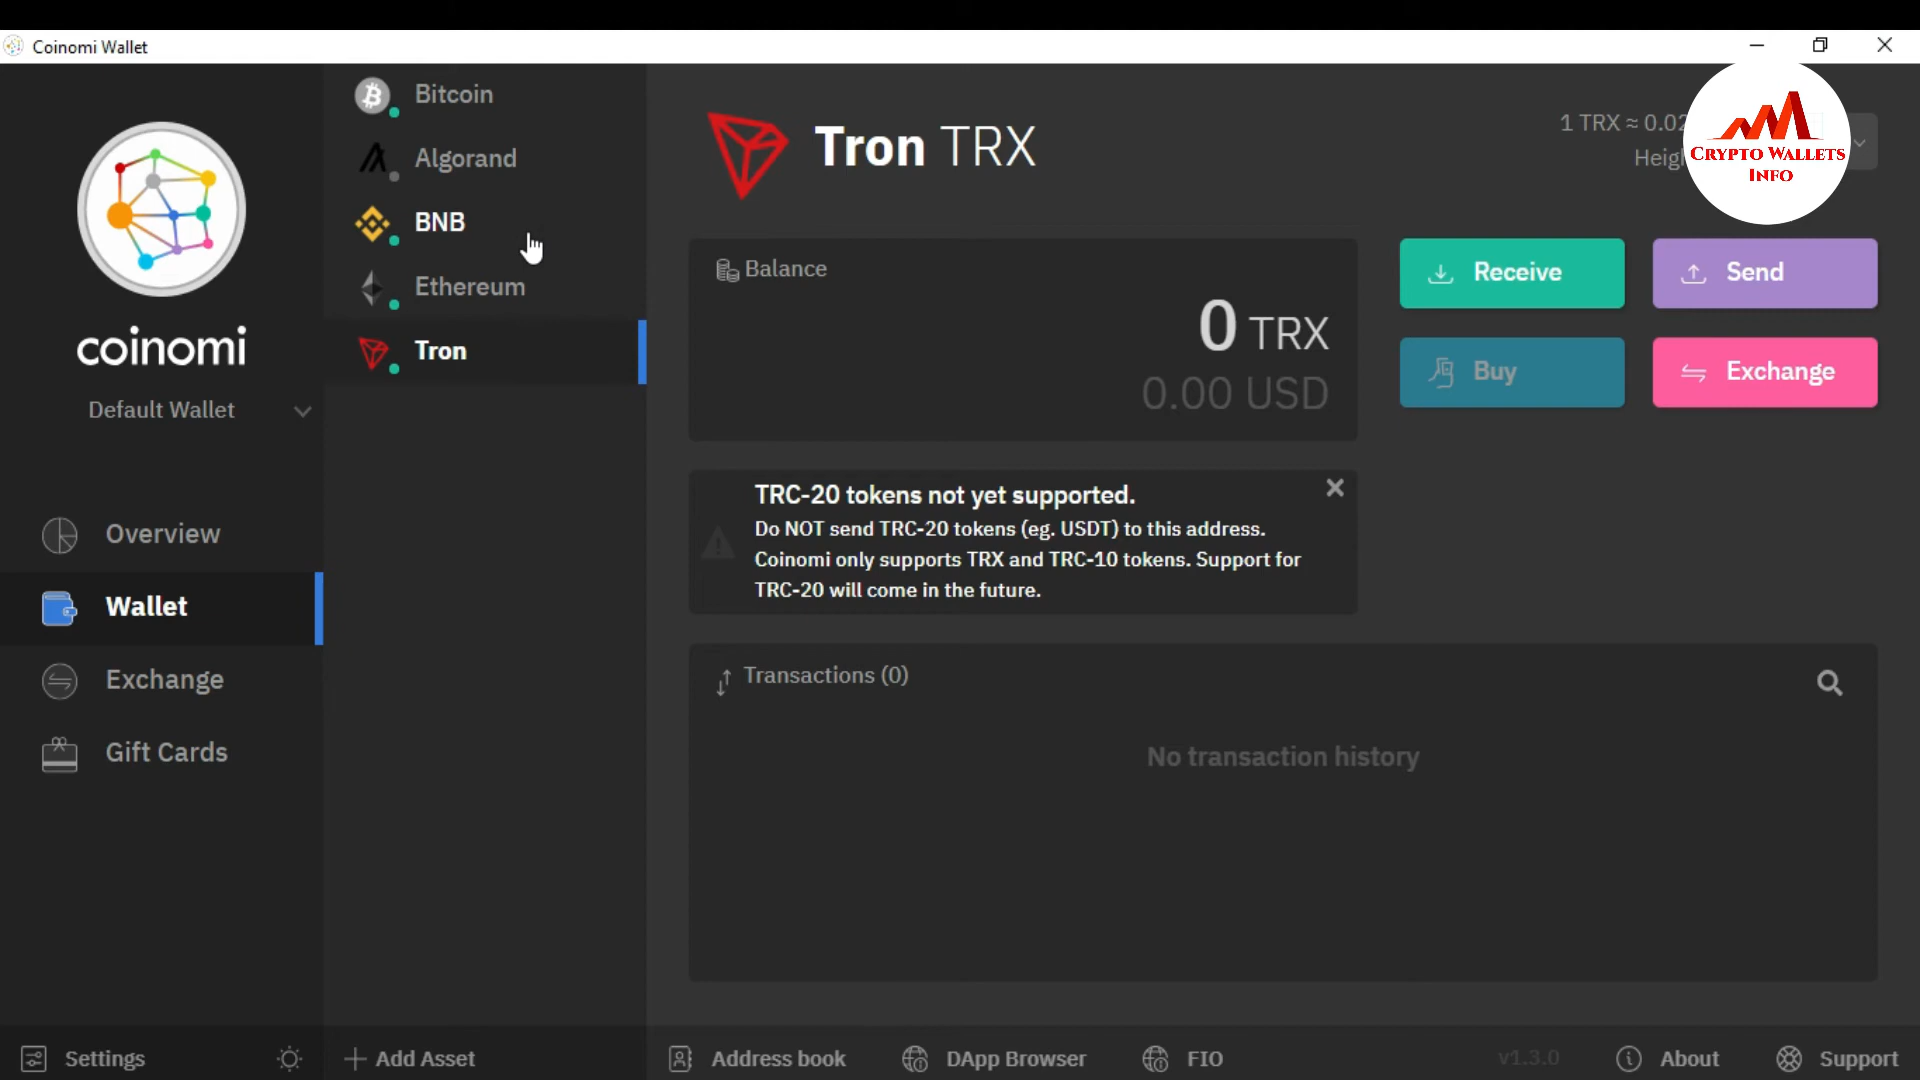 Coinomi Wallet
coinomi
Default Wallet
Overview
Wallet
Exchange
Gift Cards
Settings
Bitcoin
Algorand
BNB
Ethereum
Tron
Add Asset
Tron TRX
1 TRX ≈
CRYPTO WALLETS
INFO
Balance
0 TRX
0.00 USD
Receive
Send
Buy
Exchange
TRC-20 tokens not yet supported.
Do NOT send TRC-20 tokens (eg. USDT) to this address.
Coinomi only supports TRX and TRC-10 tokens. Support for
TRC-20 will come in the future.
Transactions (0)
No transaction history
Address book
DApp Browser
FIO
v1.3.0
About
Support